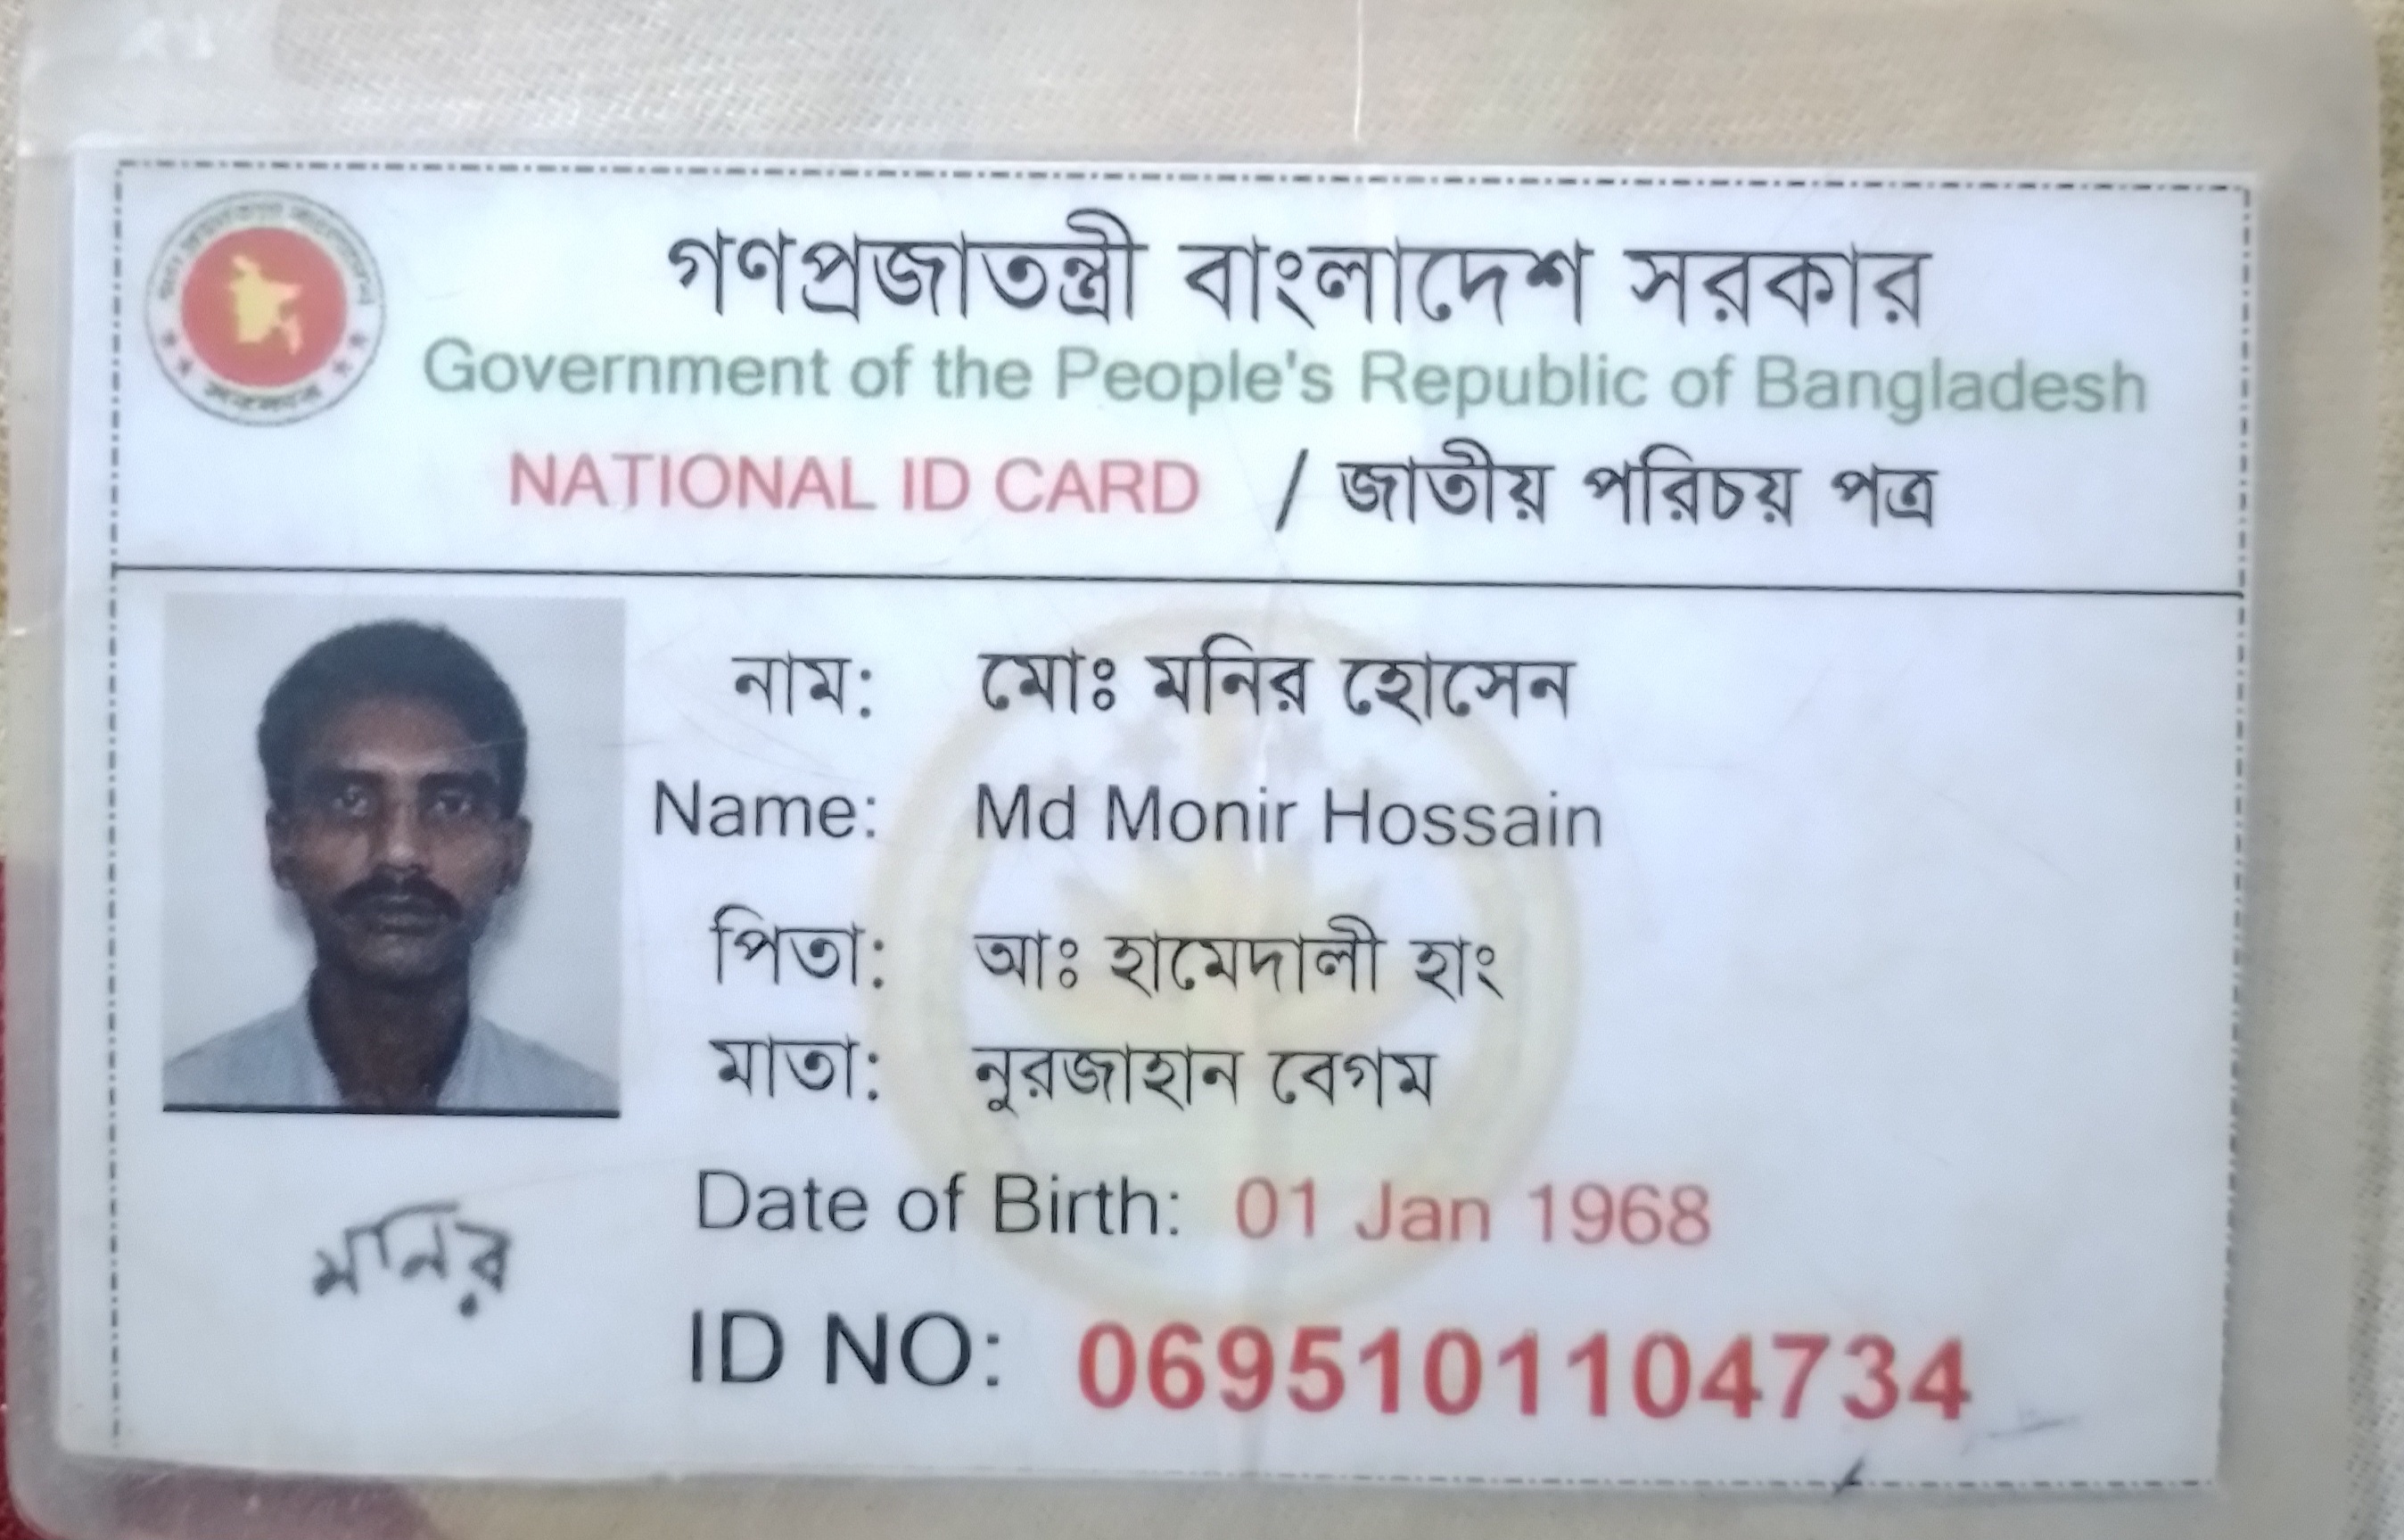 গণপ্রজাতন্ত্রী বাংলাদেশ সরকার
Government of the People's Republic of Bangladesh
NATIONAL ID CARD / জাতীয় পরিচয় পত্র
নাম: মোঃ মনির হোসেন
Name: Md Monir Hossain
পিতা: আঃ হামেদালী হাং
মাতা: নুরজাহান বেগম
Date of Birth: 01 Jan 1968
মনির
ID NO: 0695101104734